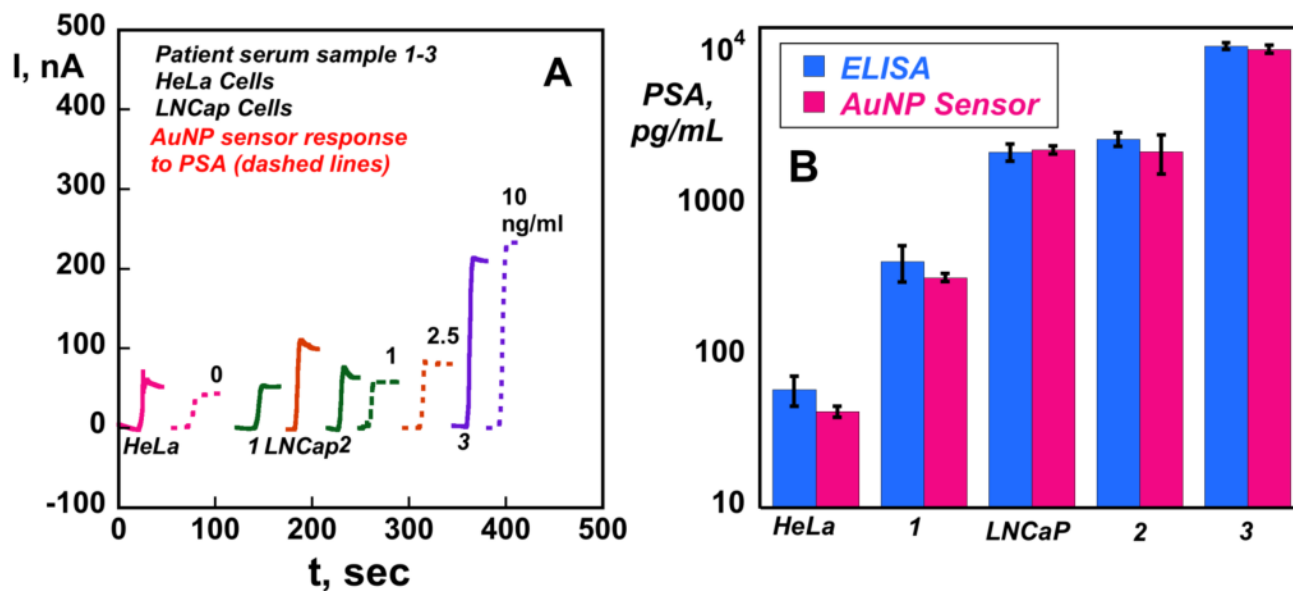 500
I, nA
400
300
200
100
0
-100
Patient serum sample 1-3
HeLa Cells
LNCap Cells
AuNP sensor response
to PSA (dashed lines)
A
10
ng/ml
2.5
1
0
HeLa
1 LNCap2
3
0 100 200 300 400 500
t, sec
10⁴
PSA,
pg/mL
1000
100
10
ELISA
AuNP Sensor
B
HeLa 1 LNCaP 2 3